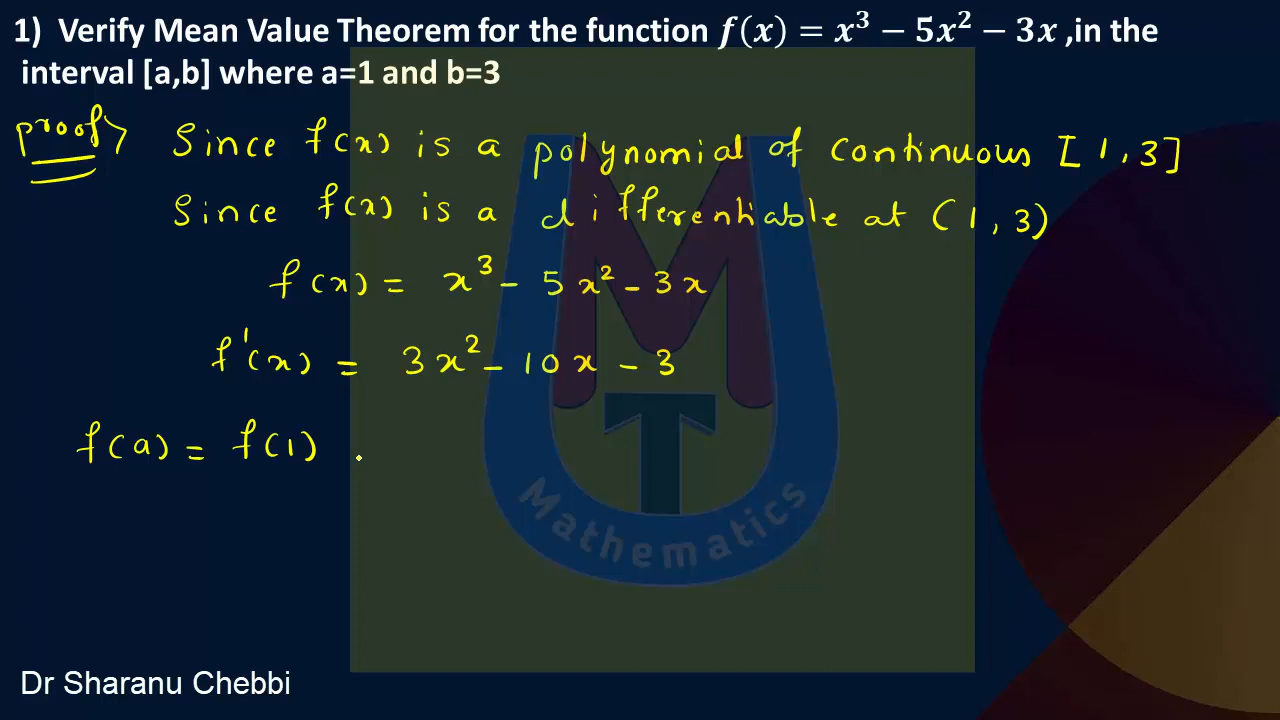 1) Verify Mean Value Theorem for the function f(x) = x³ − 5x² − 3x ,in the
interval [a,b] where a=1 and b=3
proof> Since f(x) is a polynomial of continuous [1,3]
Since f(x) is a differentiable at (1,3)
f(x) = x³ - 5x² - 3x
f'(x) = 3x² - 10x - 3
f(a) = f(1)
Mathematics
Dr Sharanu Chebbi